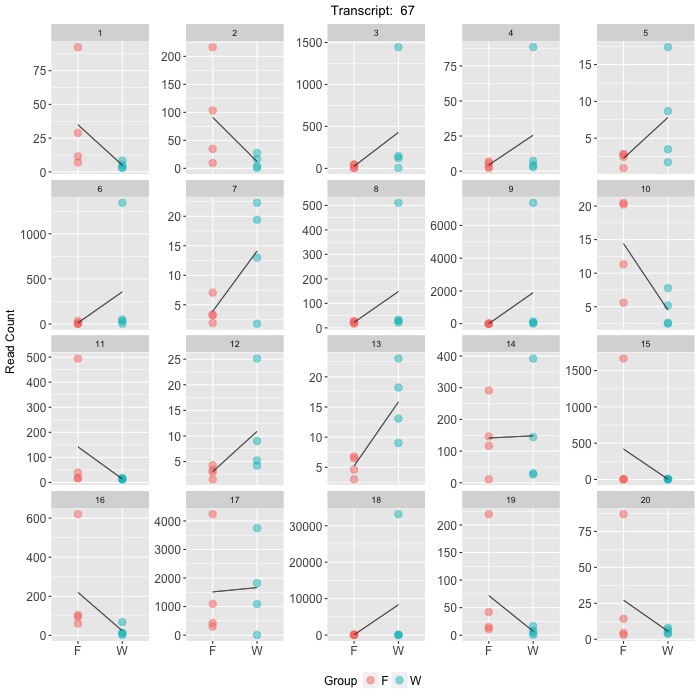 Transcript: 67
1 2 3 4 5
75 200 1500 75 15
50 150 1000 50 10
25 100 500 25 5
0 50 0 0
0
6 7 8 9 10
1000 20 500 6000 20
500 15 400 4000 15
0 10 300 2000 10
5 200 0 5
100
0
Read Count
11 12 13 14 15
500 25 20 400 1500
400 20 15 300 1000
300 15 10 200 500
200 10 5 100 0
100 5 0
0
16 17 18 19 20
600 4000 30000 200 75
400 3000 20000 150 50
200 2000 10000 100 25
0 1000 0 50 0
0 0
F W F W F W F W F W
Group F W